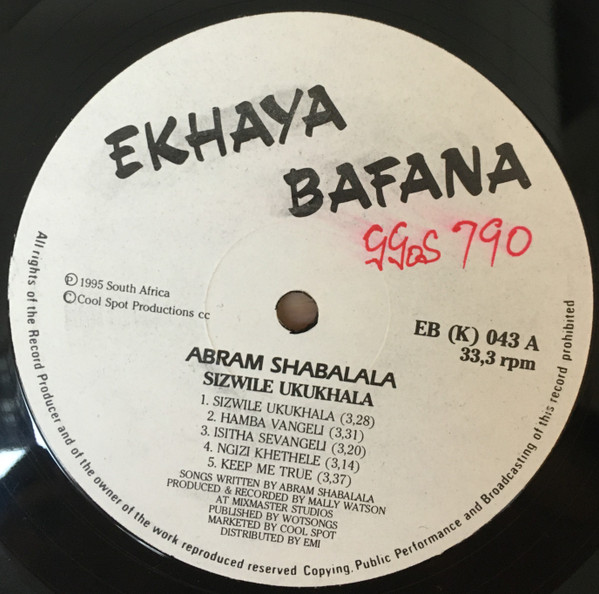 EKHAYA
BAFANA
GGOS 790
℗ 1995 South Africa
© Cool Spot Productions cc
EB (K) 043 A
33,3 rpm
ABRAM SHABALALA
SIZWILE UKUKHALA
1. SIZWILE UKUKHALA (3,28)
2. HAMBA VANGELI (3,31)
3. ISITHA SEVANGELI (3,20)
4. NGIZI KHETHELE (3,14)
5. KEEP ME TRUE (3,37)
SONGS WRITTEN BY ABRAM SHABALALA
PRODUCED & RECORDED BY MALLY WATSON
AT MIXMASTER STUDIOS
PUBLISHED BY WOTSONGS
MARKETED BY COOL SPOT
DISTRIBUTED BY EMI
All rights of the Record Producer and of the owner of the work reproduced reserved Copying, Public Performance and Broadcasting of this record prohibited